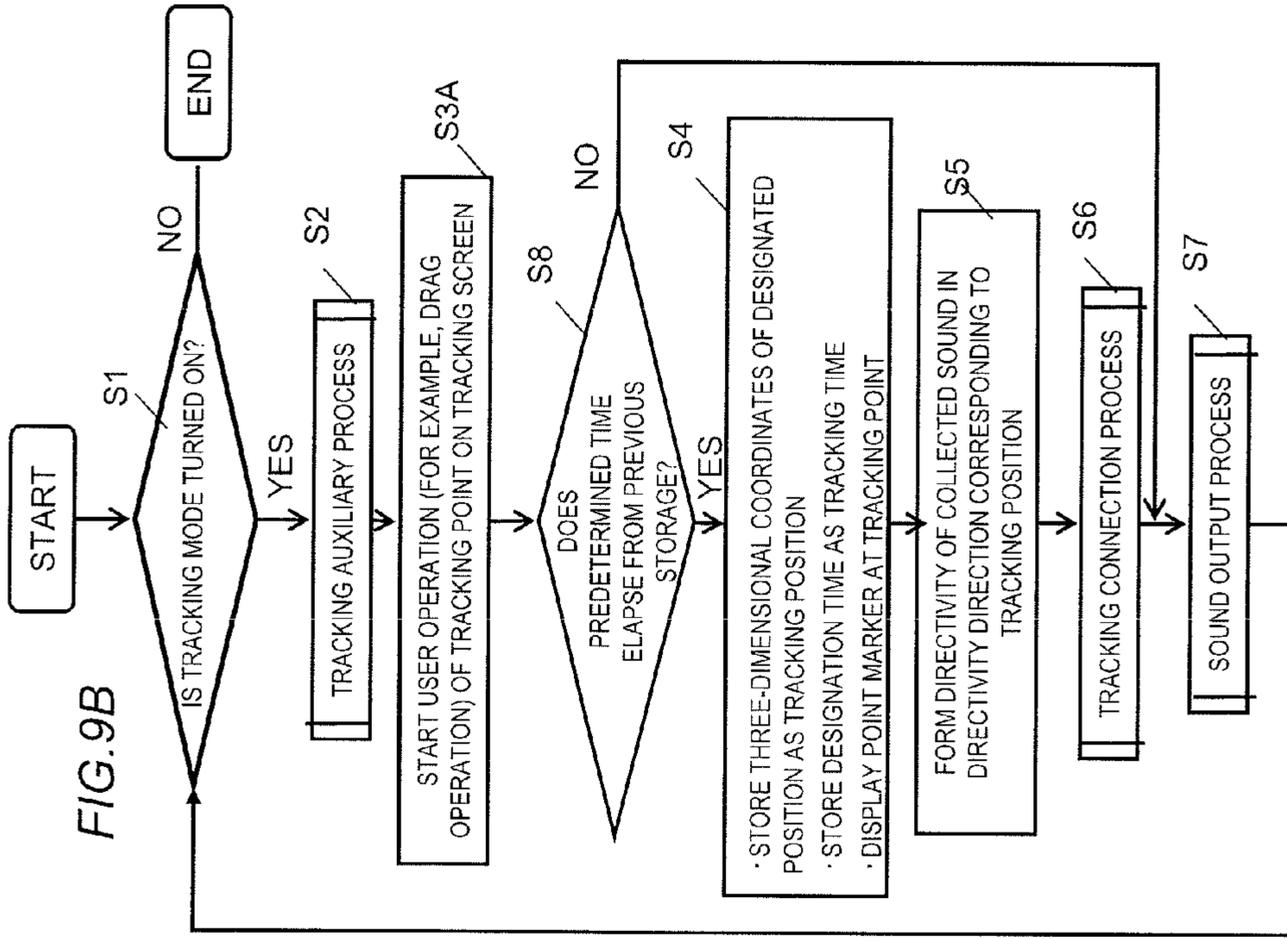 FIG.9B
START
S1
IS TRACKING MODE TURNED ON?
NO
END
YES
S2
TRACKING AUXILIARY PROCESS
S3A
START USER OPERATION (FOR EXAMPLE, DRAG
OPERATION) OF TRACKING POINT ON TRACKING SCREEN
S8
DOES
PREDETERMINED TIME
ELAPSE FROM PREVIOUS
STORAGE?
NO
YES
S4
· STORE THREE-DIMENSIONAL COORDINATES OF DESIGNATED
POSITION AS TRACKING POSITION
· STORE DESIGNATION TIME AS TRACKING TIME
· DISPLAY POINT MARKER AT TRACKING POINT
S5
FORM DIRECTIVITY OF COLLECTED SOUND IN
DIRECTIVITY DIRECTION CORRESPONDING TO
TRACKING POSITION
S6
TRACKING CONNECTION PROCESS
S7
SOUND OUTPUT PROCESS